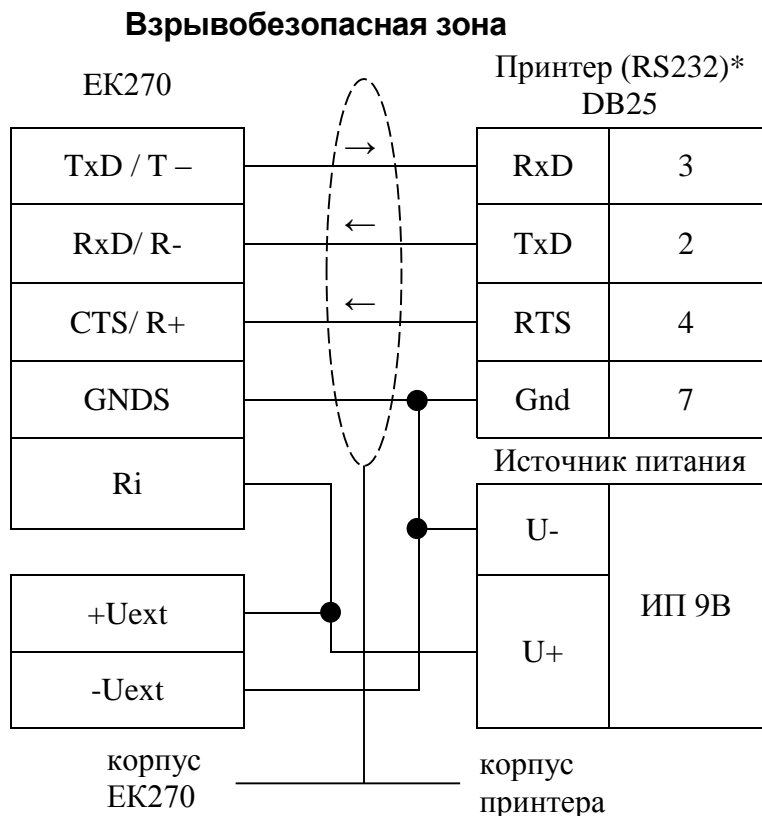 Взрывобезопасная зона
ЕК270
Принтер (RS232)*
DB25
TxD / T –
→
RxD
3
RxD/ R-
←
TxD
2
CTS/ R+
←
RTS
4
GNDS
Gnd
7
Ri
Источник питания
U-
ИП 9В
+Uext
U+
-Uext
корпус
ЕК270
корпус
принтера